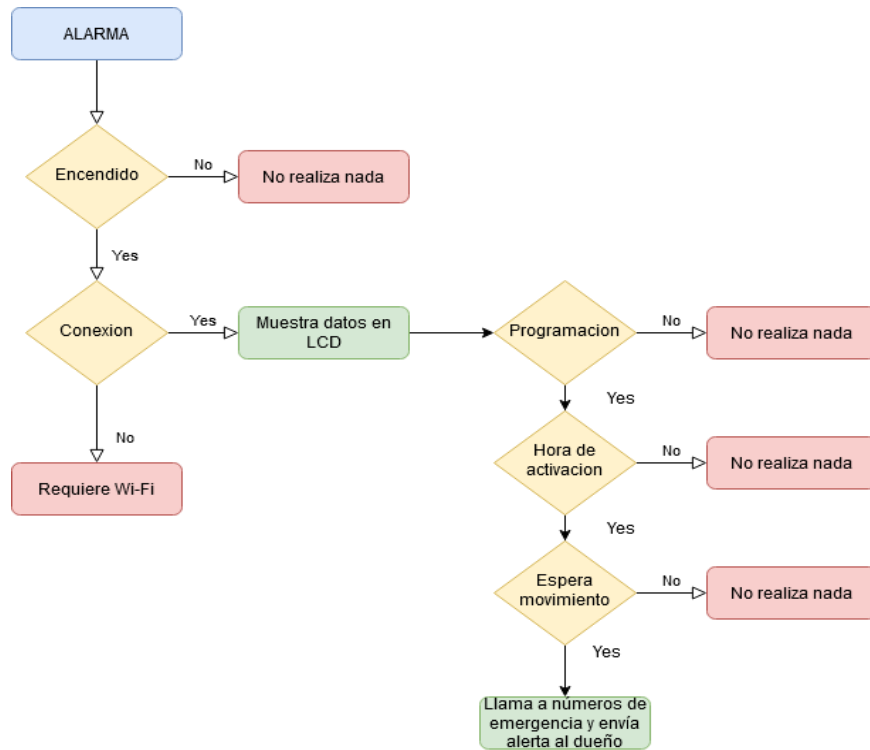 ALARMA
Encendido
No
No realiza nada
Yes
Conexion
Yes
Muestra datos en
LCD
Programacion
No
No realiza nada
No
Requiere Wi-Fi
Yes
Hora de
activacion
No
No realiza nada
Yes
Espera
movimiento
No
No realiza nada
Yes
Llama a números de
emergencia y envía
alerta al dueño